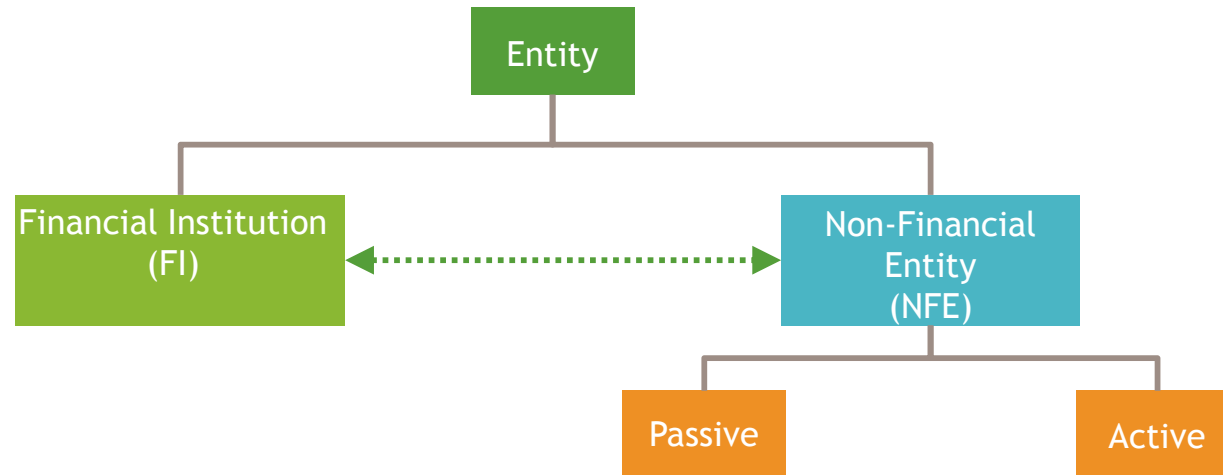 Entity
Financial Institution
(FI)
Non-Financial
Entity
(NFE)
Passive
Active